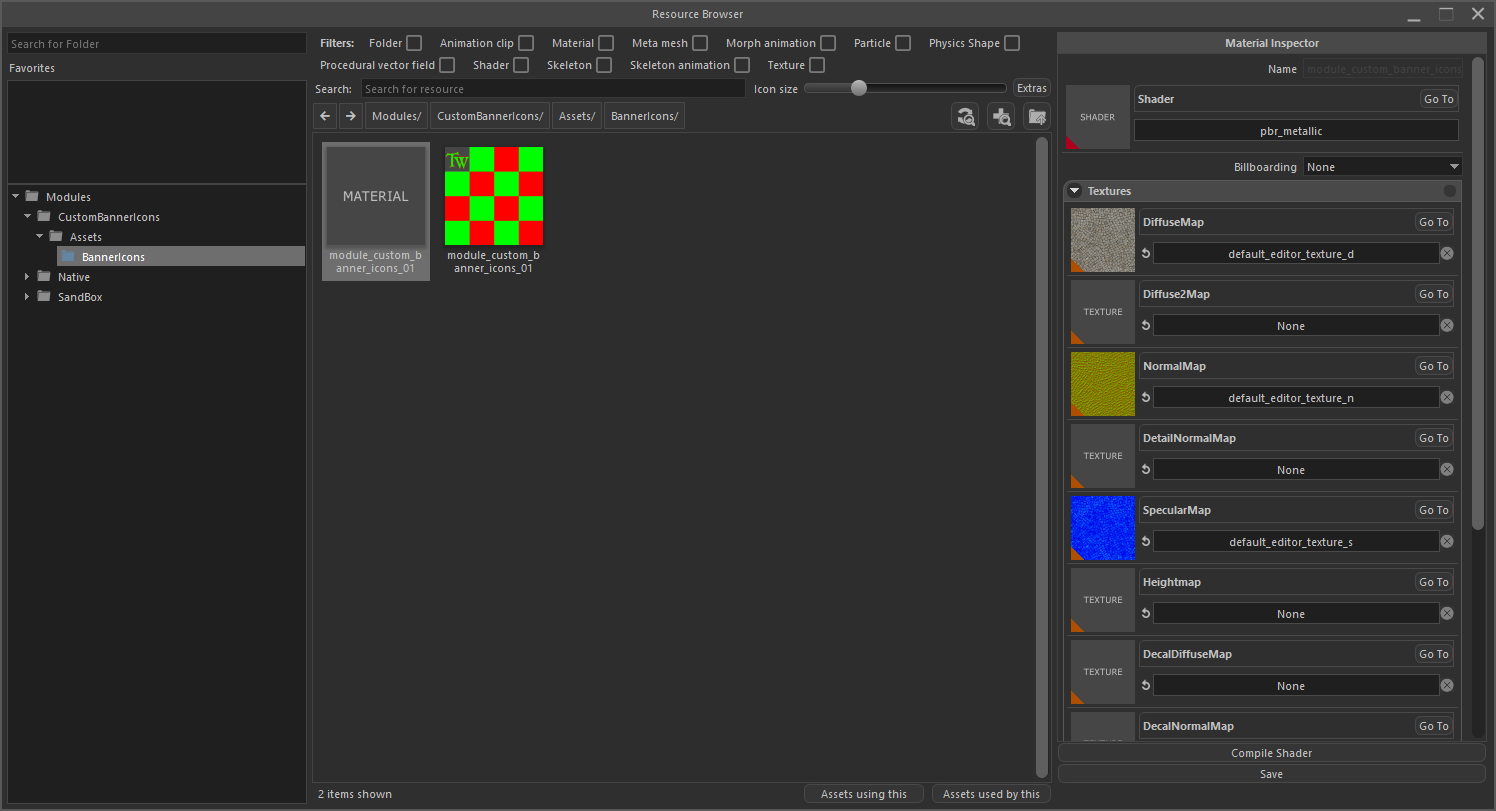 Resource Browser
Search for Folder
Favorites
Modules
CustomBannerIcons
Assets
BannerIcons
Native
SandBox
Filters: Folder Animation clip Material Meta mesh Morph animation Particle Physics Shape
Procedural vector field Shader Skeleton Skeleton animation Texture
Search: Search for resource Icon size Extras
Modules/ CustomBannerIcons/ Assets/ BannerIcons/
MATERIAL
module_custom_b
anner_icons_01
Tw
module_custom_b
anner_icons_01
2 items shown Assets using this Assets used by this
Material Inspector
Name module_custom_banner_icons
SHADER
Shader Go To
pbr_metallic
Billboarding None
Textures
DiffuseMap Go To
default_editor_texture_d
TEXTURE
Diffuse2Map Go To
None
NormalMap Go To
default_editor_texture_n
TEXTURE
DetailNormalMap Go To
None
SpecularMap Go To
default_editor_texture_s
TEXTURE
Heightmap Go To
None
TEXTURE
DecalDiffuseMap Go To
None
DecalNormalMap Go To
Compile Shader
Save